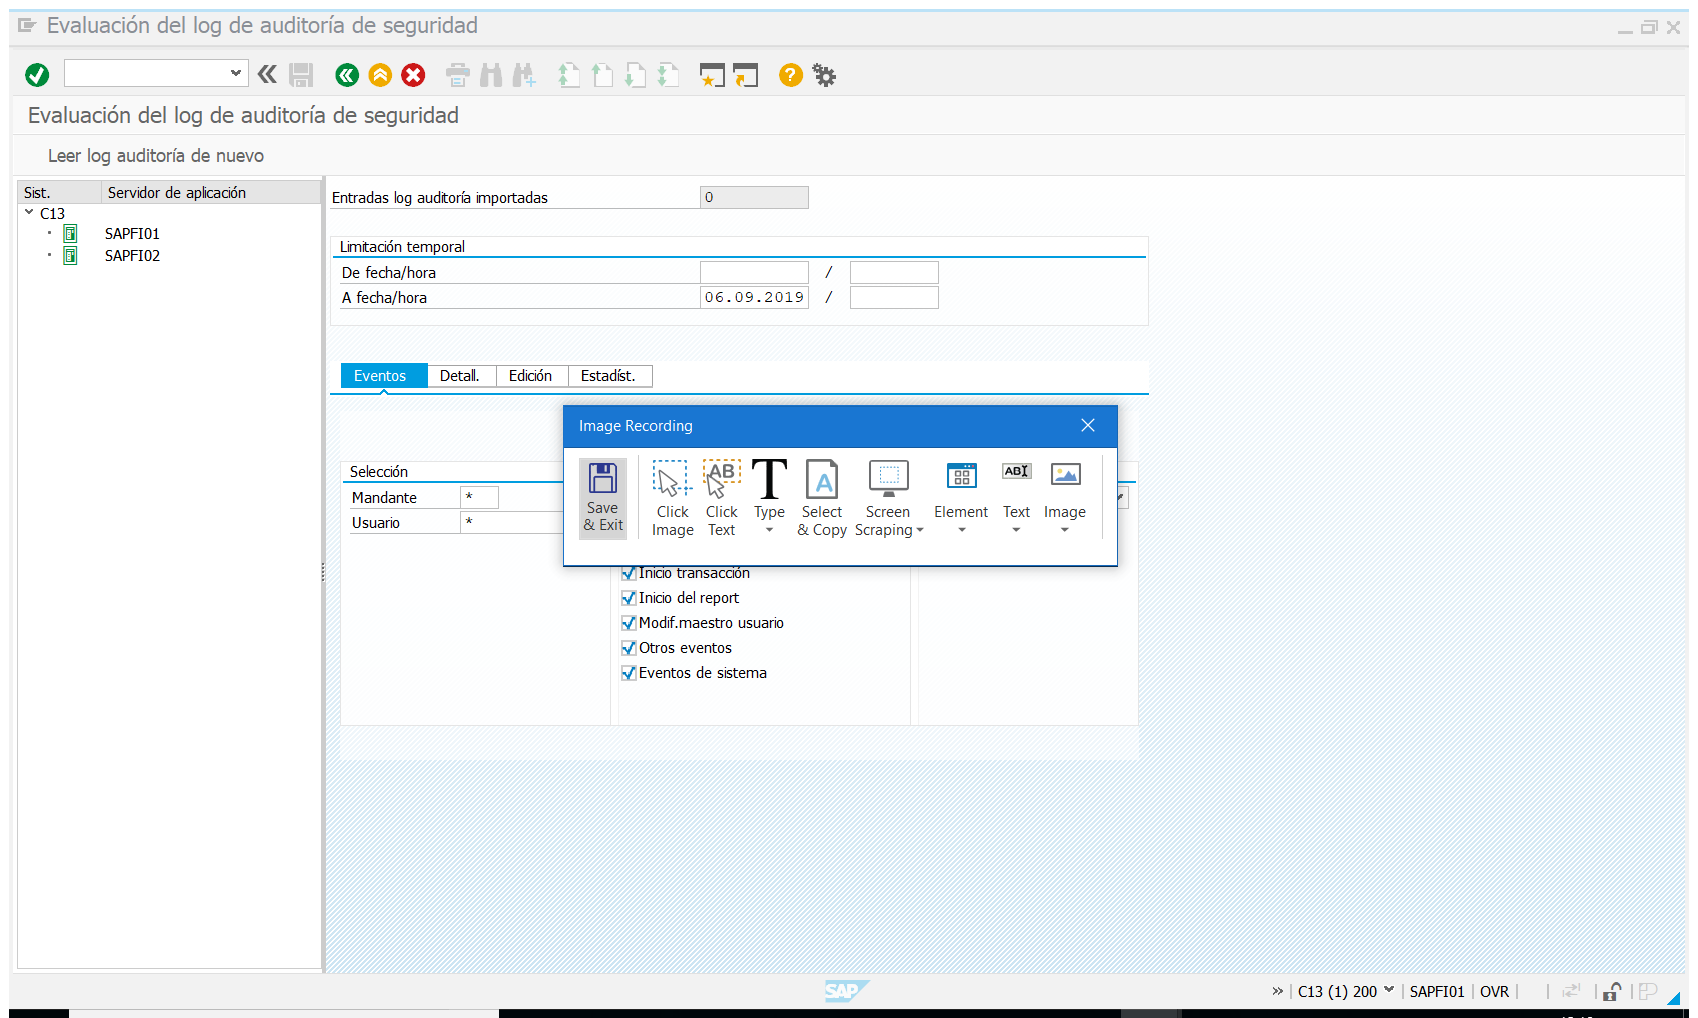 Evaluación del log de auditoría de seguridad
Evaluación del log de auditoría de seguridad
Leer log auditoría de nuevo
Sist. Servidor de aplicación
C13
SAPFI01
SAPFI02
Entradas log auditoría importadas 0
Limitación temporal
De fecha/hora /
A fecha/hora 06.09.2019 /
Eventos Detall. Edición Estadíst.
Image Recording
Save & Exit
Click Image
Click Text
Type
Select & Copy
Screen Scraping
Element
Text
Image
Selección
Mandante *
Usuario *
Inicio transacción
Inicio del report
Modif.maestro usuario
Otros eventos
Eventos de sistema
SAP
C13 (1) 200 SAPFI01 OVR